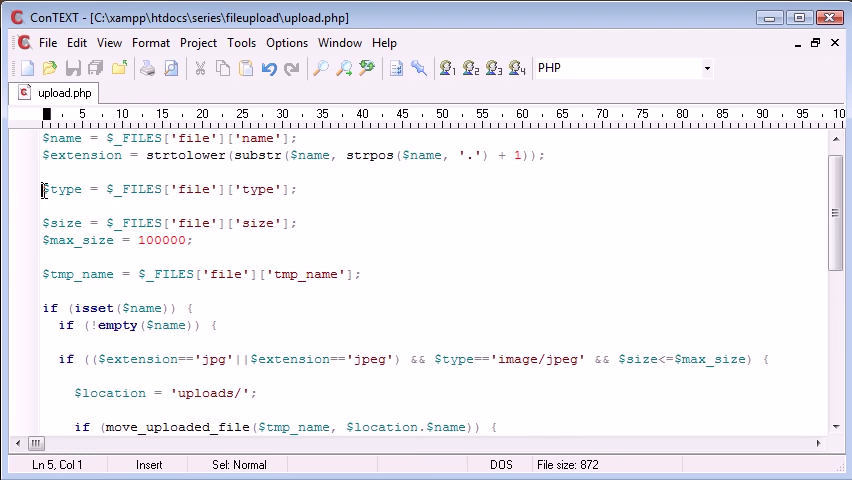 ConTEXT - [C:\xampp\htdocs\series\fileupload\upload.php]
File Edit View Format Project Tools Options Window Help
1 2 3 4 PHP
upload.php
5 10 15 20 25 30 35 40 45 50 55 60 65 70 75 80 85 90 95 10
$name = $_FILES['file']['name'];
$extension = strtolower(substr($name, strpos($name, '.') + 1));
$type = $_FILES['file']['type'];
$size = $_FILES['file']['size'];
$max_size = 100000;
$tmp_name = $_FILES['file']['tmp_name'];
if (isset($name)) {
if (!empty($name)) {
if (($extension=='jpg'||$extension=='jpeg') && $type=='image/jpeg' && $size<=$max_size) {
$location = 'uploads/';
if (move_uploaded_file($tmp_name, $location.$name)) {
Ln 5, Col 1 Insert Sel: Normal DOS File size: 872